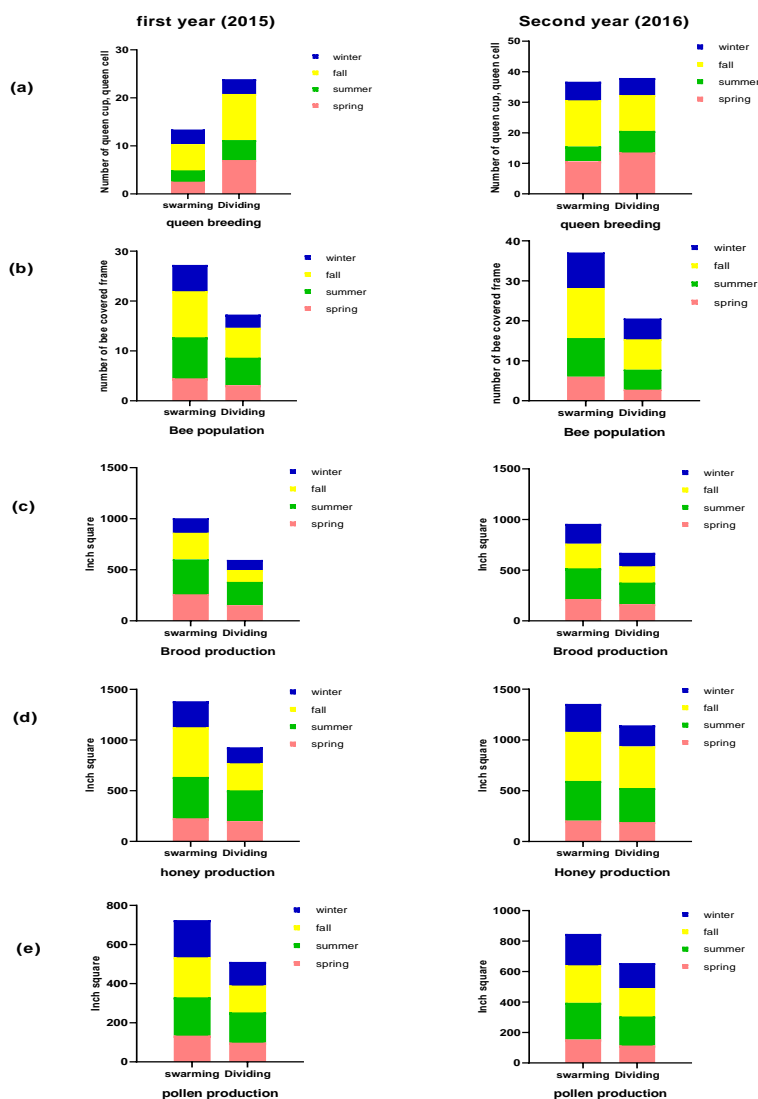 first year (2015)
Second year (2016)
(a)
Number of queen cup, queen cell
30
20
10
0
swarming Dividing
queen breeding
winter
fall
summer
spring
Number of queen cup, queen cell
50
40
30
20
10
0
swarming Dividing
queen breeding
winter
fall
summer
spring
(b)
number of bee covered frame
30
20
10
0
swarming Dividing
Bee population
winter
fall
summer
spring
number of bee covered frame
40
30
20
10
0
swarming Dividing
Bee population
winter
fall
summer
spring
(c)
Inch square
1500
1000
500
0
swarming Dividing
Brood production
winter
fall
summer
spring
Inch square
1500
1000
500
0
swarming Dividing
Brood production
winter
fall
summer
spring
(d)
Inch square
1500
1000
500
0
swarming Dividing
honey production
winter
fall
summer
spring
Inch square
1500
1000
500
0
swarming Dividing
Honey production
winter
fall
summer
spring
(e)
Inch square
800
600
400
200
0
swarming Dividing
pollen production
winter
fall
summer
spring
Inch square
1000
800
600
400
200
0
swarming Dividing
pollen production
winter
fall
summer
spring